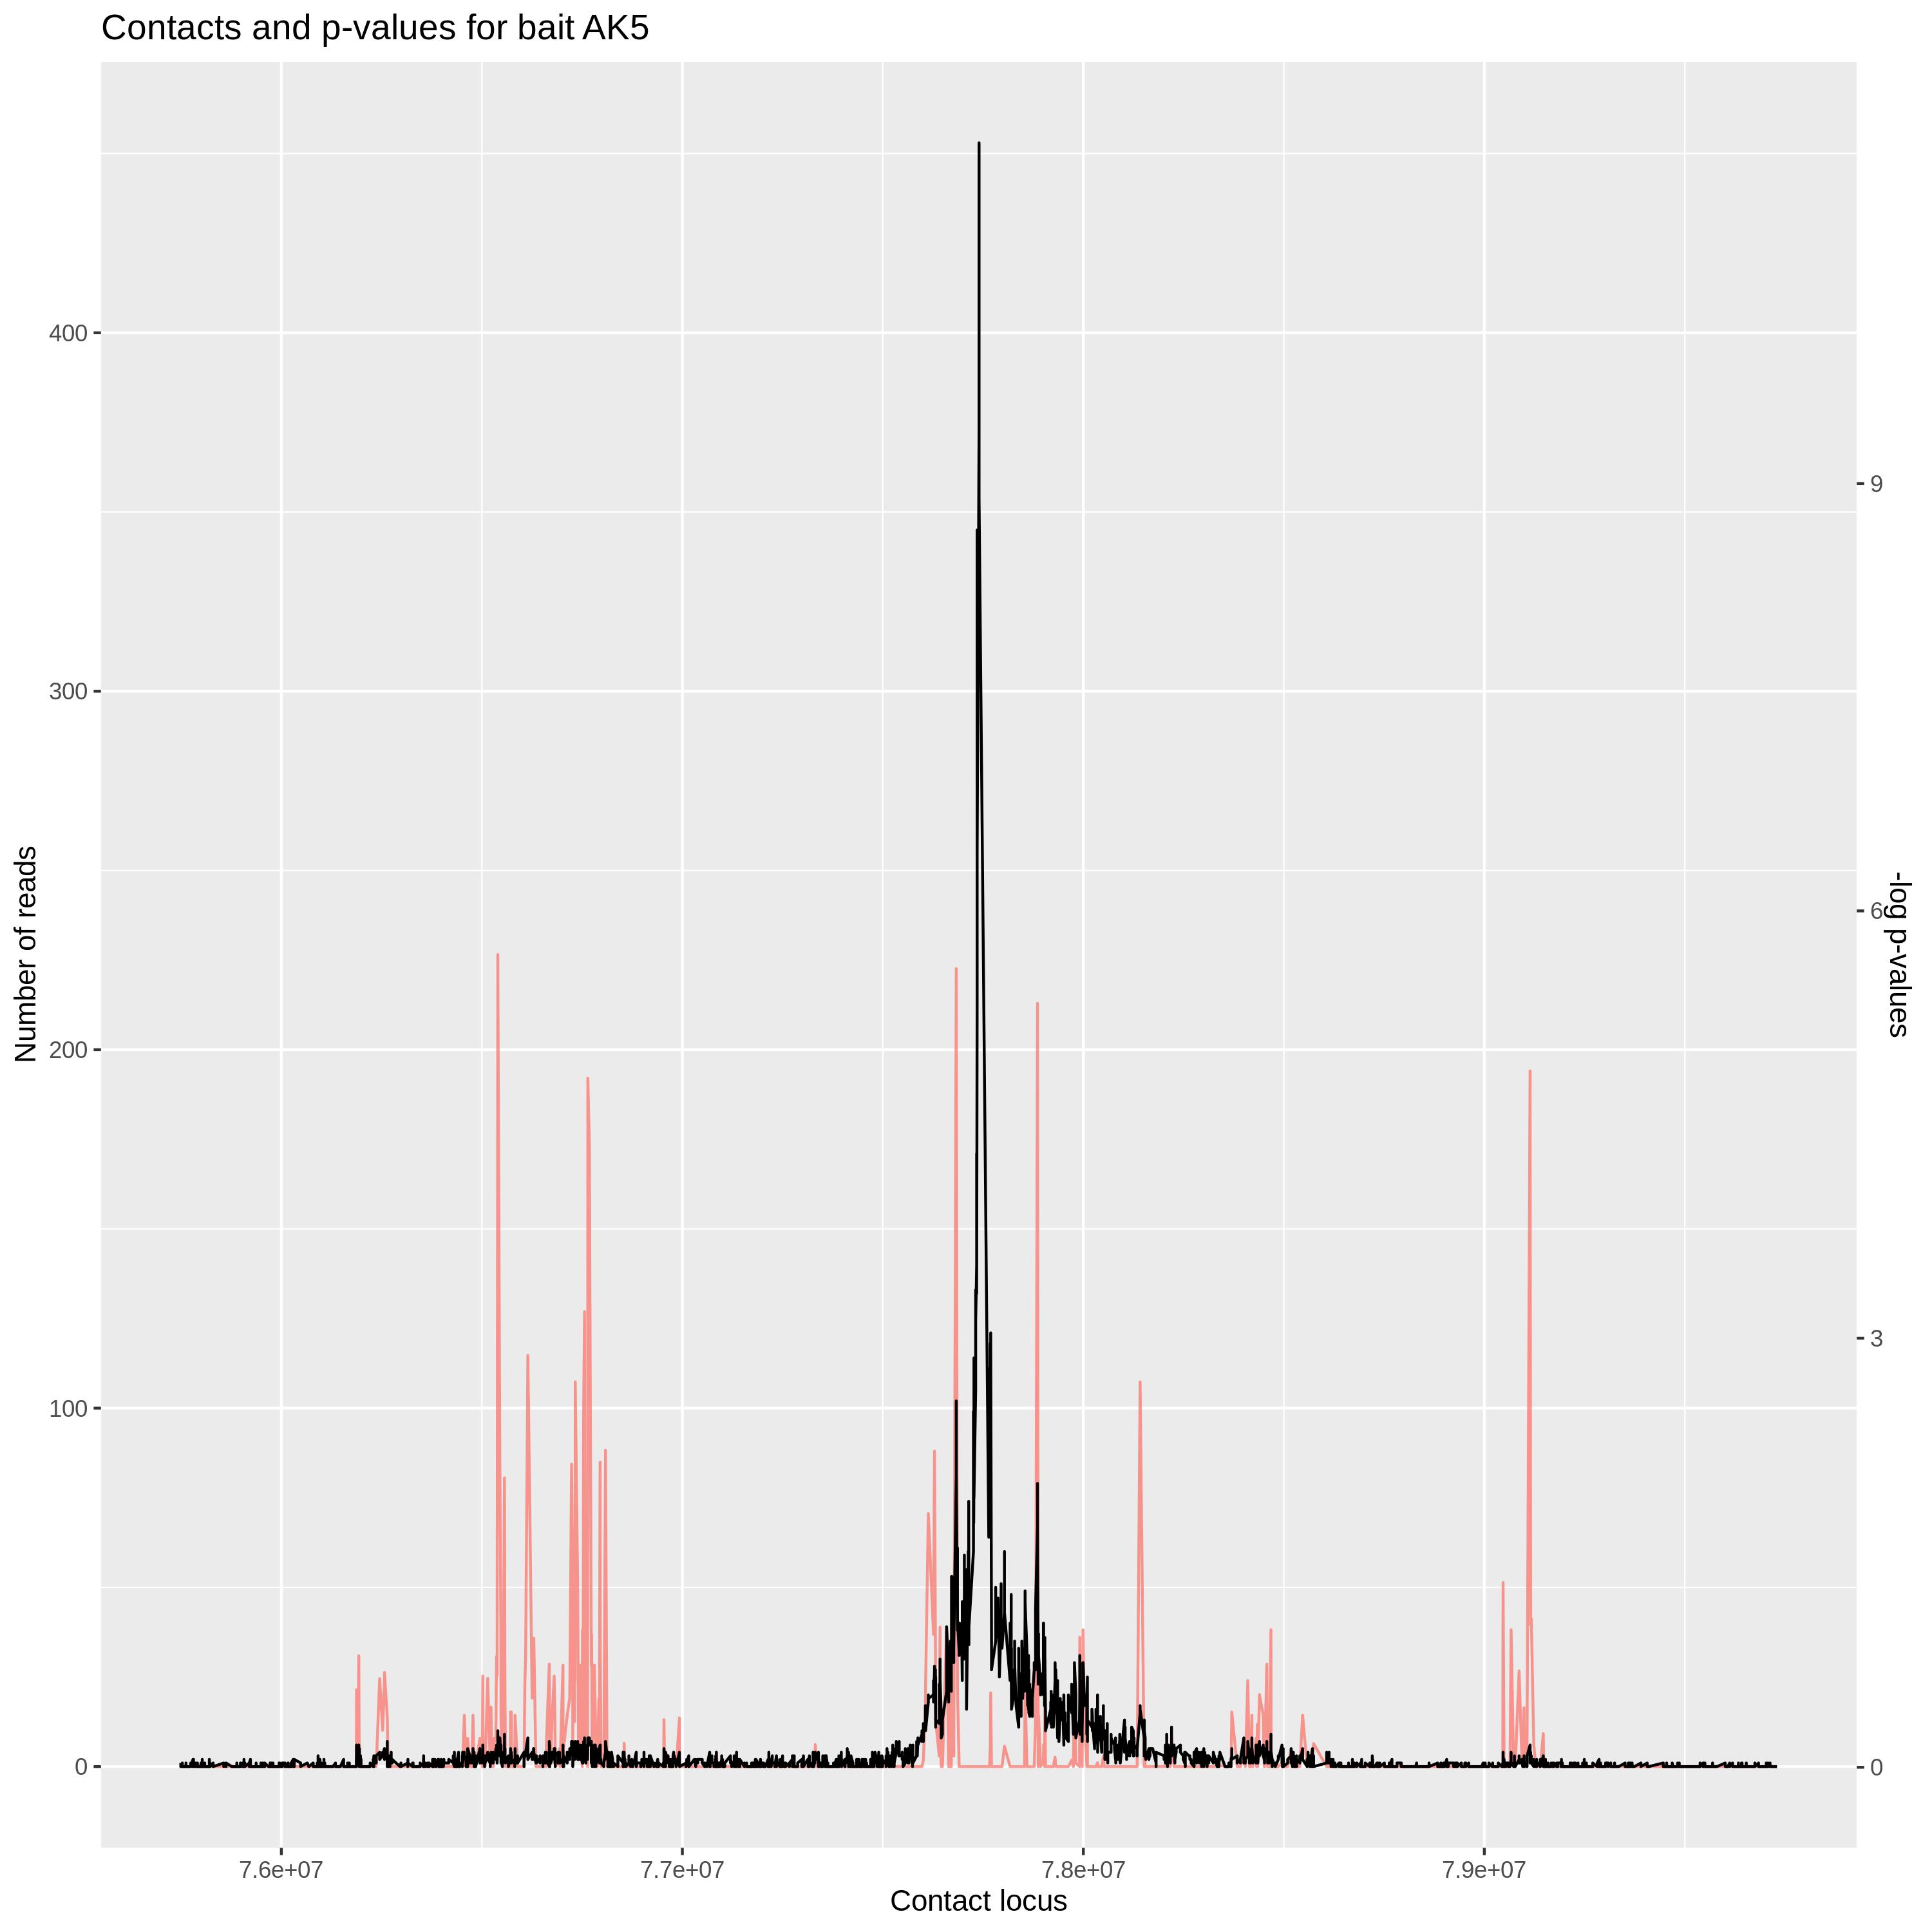 Contacts and p-values for bait AK5
400
300
200
100
0
Number of reads
9
6
3
0
-log p-values
7.6e+07
7.7e+07
7.8e+07
7.9e+07
Contact locus